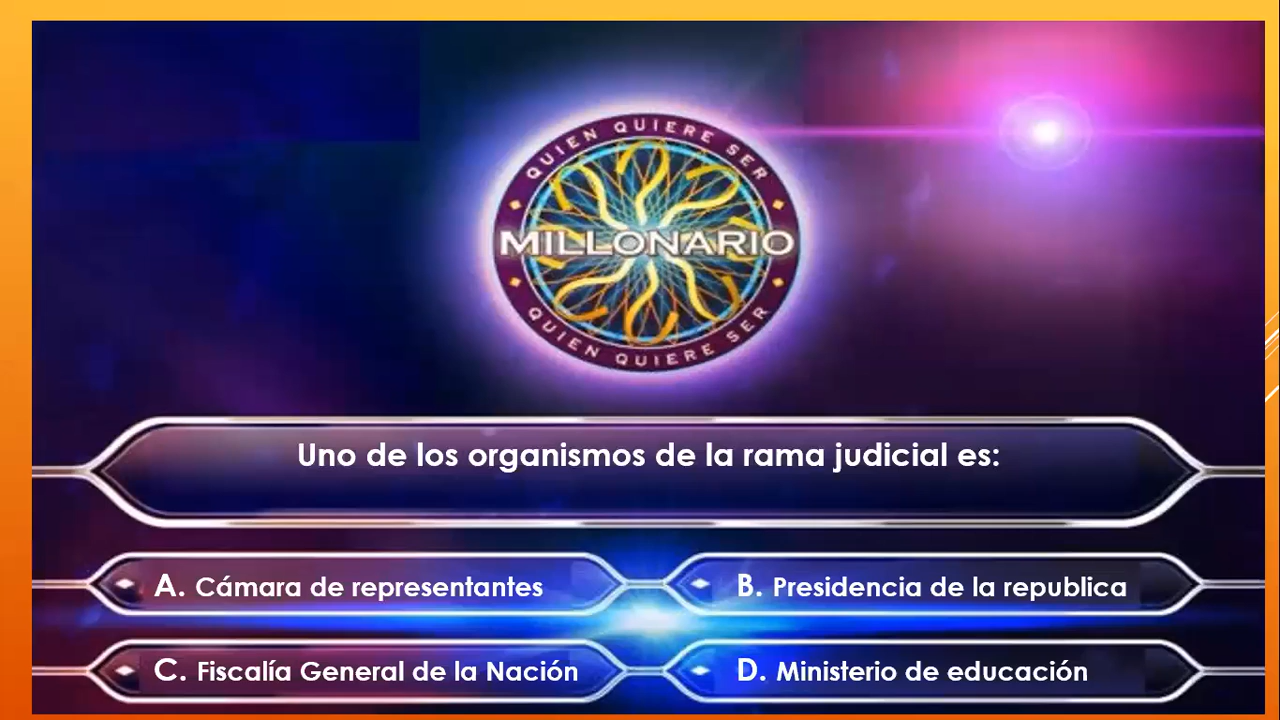 QUIEN QUIERE SER
MILLONARIO
QUIEN QUIERE SER
Uno de los organismos de la rama judicial es:
A. Cámara de representantes
B. Presidencia de la republica
C. Fiscalía General de la Nación
D. Ministerio de educación